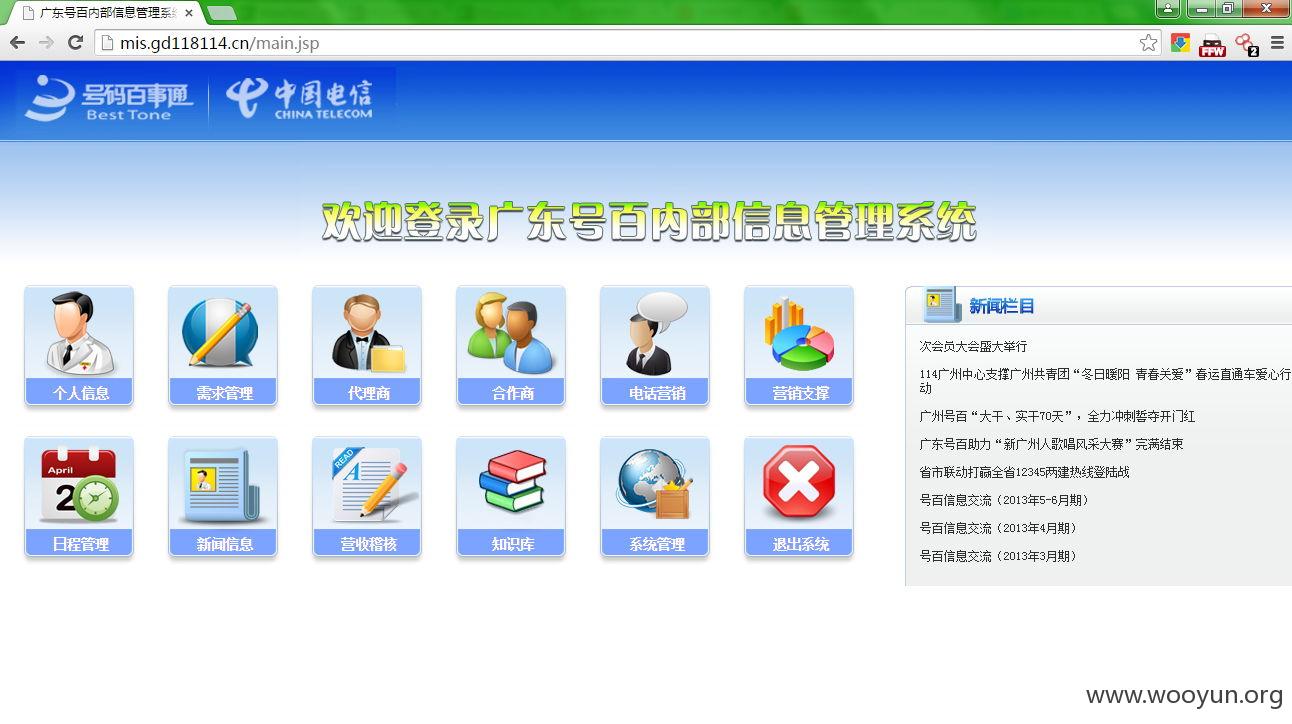 广东号百内部信息管理系
mis.gd118114.cn/main.jsp
FFW
2
号码百事通
Best Tone
中国电信
CHINA TELECOM
欢迎登录广东号百内部信息管理系统
个人信息
需求管理
代理商
合作商
电话营销
营销支撑
April
2
日程管理
新闻信息
READ
A
营收稽核
知识库
系统管理
退出系统
新闻栏目
次会员大会盛大举行
114广州中心支撑广州共青团“冬日暖阳 青春关爱”春运直通车爱心行
动
广州号百“大干、实干70天”，全力冲刺誓夺开门红
广东号百助力“新广州人歌唱风采大赛”完满结束
省市联动打赢全省12345两建热线登陆战
号百信息交流（2013年5-6月期）
号百信息交流（2013年4月期）
号百信息交流（2013年3月期）
www.wooyun.org